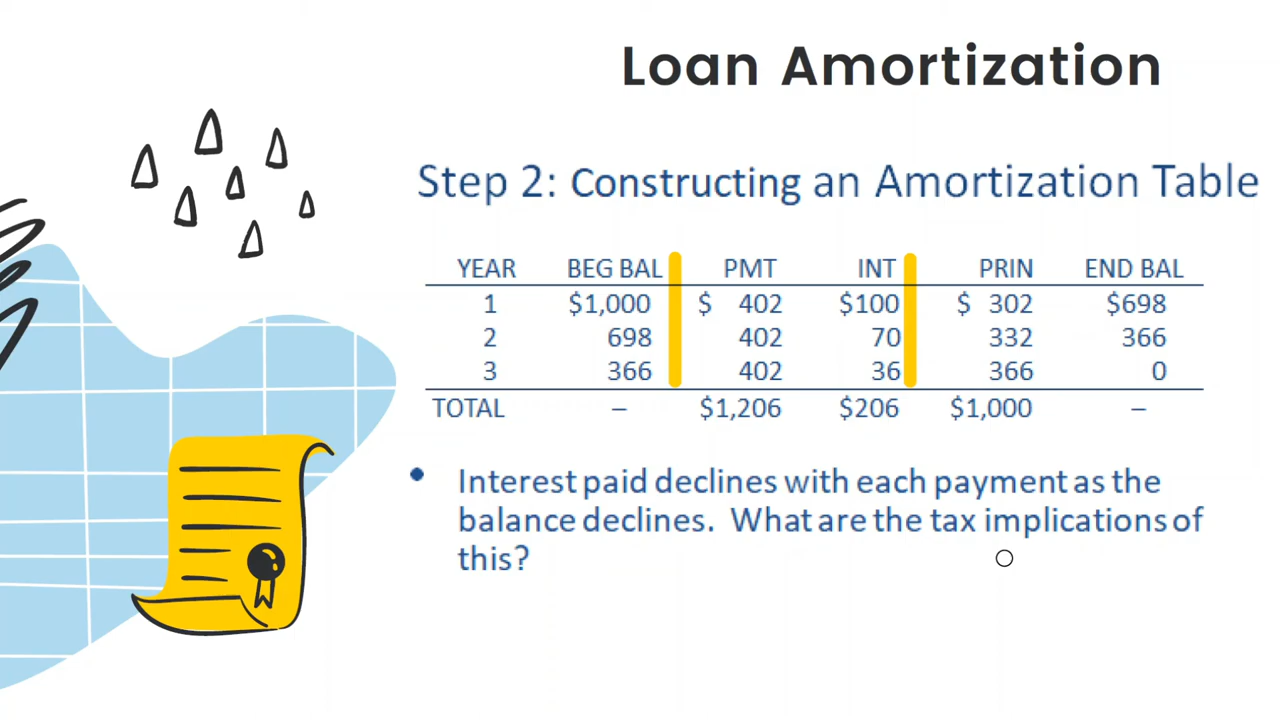 Loan Amortization
Step 2: Constructing an Amortization Table
YEAR BEG BAL PMT INT PRIN END BAL
1 $1,000 $ 402 $100 $ 302 $698
2 698 402 70 332 366
3 366 402 36 366 0
TOTAL – $1,206 $206 $1,000 –
• Interest paid declines with each payment as the
balance declines. What are the tax implications of
this?